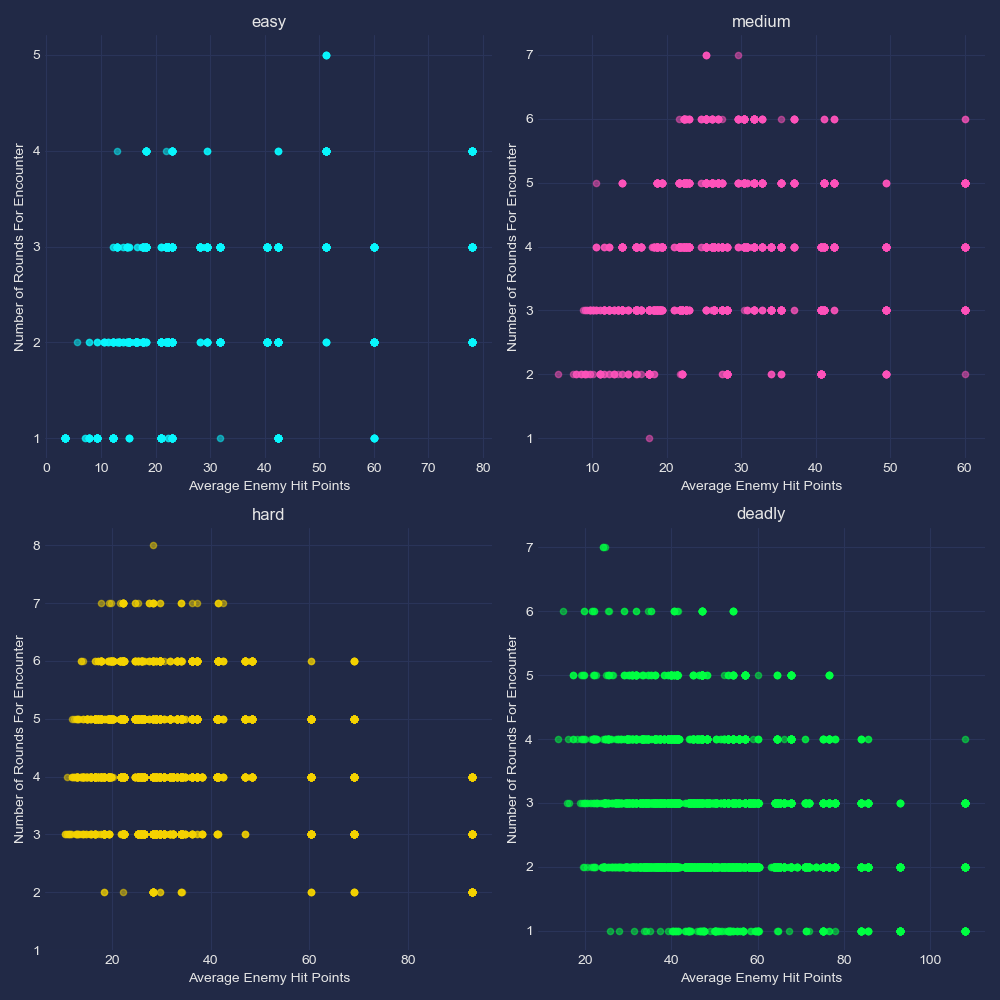 easy
Number of Rounds For Encounter
5
4
3
2
1
0 10 20 30 40 50 60 70 80
Average Enemy Hit Points
medium
Number of Rounds For Encounter
7
6
5
4
3
2
1
10 20 30 40 50 60
Average Enemy Hit Points
hard
Number of Rounds For Encounter
8
7
6
5
4
3
2
1
20 40 60 80
Average Enemy Hit Points
deadly
Number of Rounds For Encounter
7
6
5
4
3
2
1
20 40 60 80 100
Average Enemy Hit Points